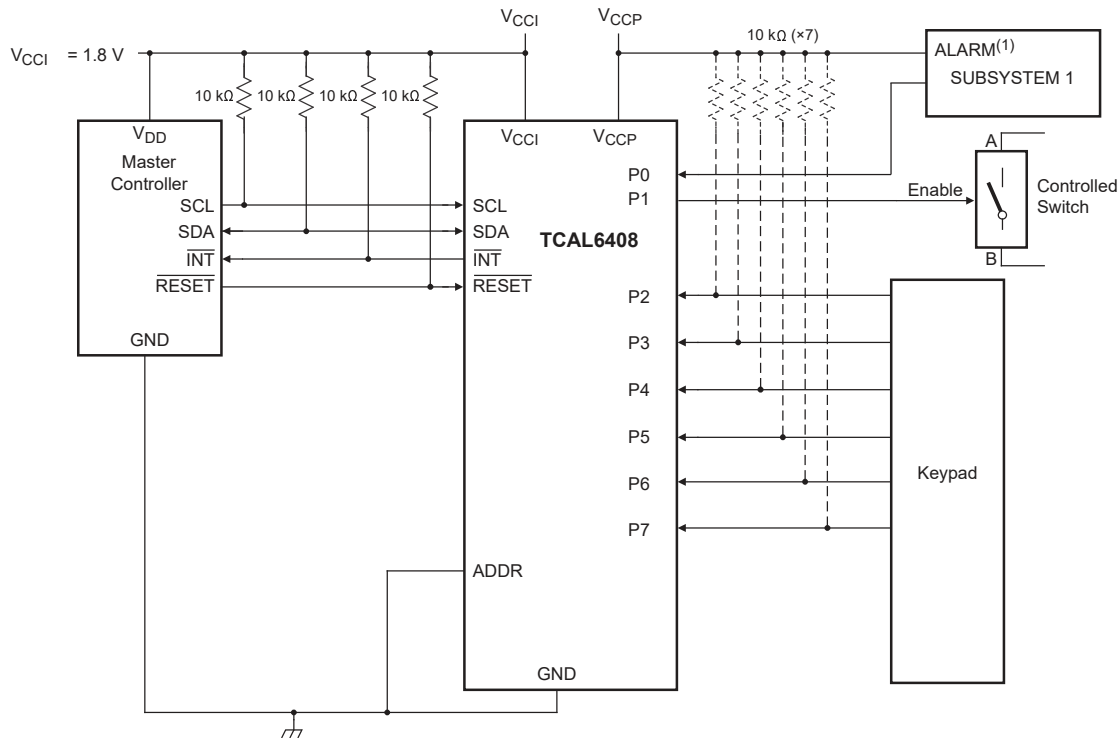 VCCI
VCCP
VCCI = 1.8 V
10 kΩ (×7)
ALARM(1)
SUBSYSTEM 1
10 kΩ
10 kΩ
10 kΩ
10 kΩ
VDD
Master
Controller
SCL
SDA
INT
RESET
GND
VCCI
VCCP
SCL
SDA
INT
RESET
TCAL6408
P0
P1
P2
P3
P4
P5
P6
P7
ADDR
GND
Enable
A
B
Controlled
Switch
Keypad